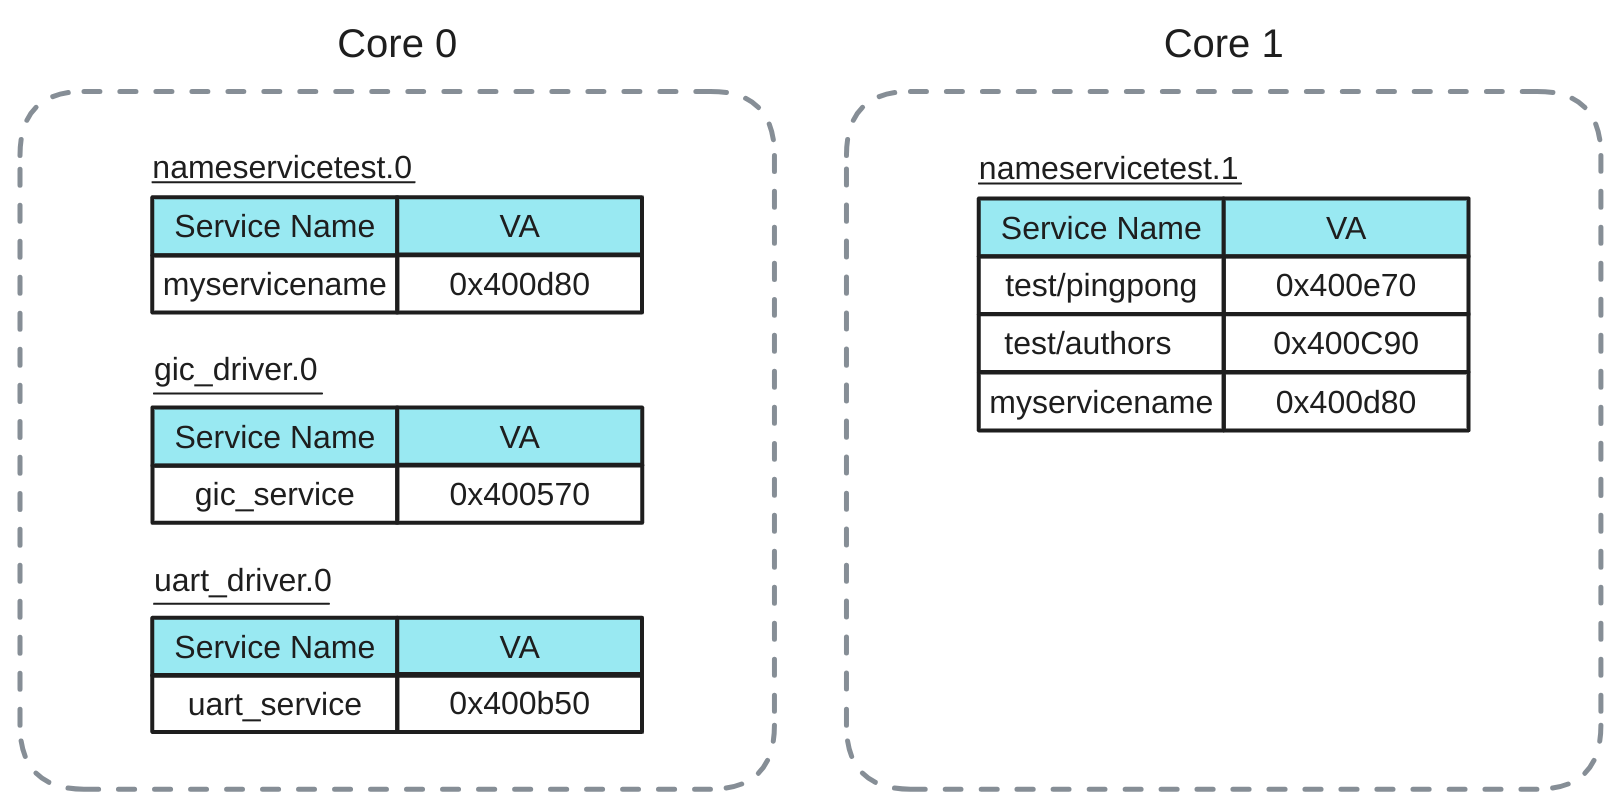 Core 0
nameservicetest.0
Service Name VA
myservicename 0x400d80
gic_driver.0
Service Name VA
gic_service 0x400570
uart_driver.0
Service Name VA
uart_service 0x400b50
Core 1
nameservicetest.1
Service Name VA
test/pingpong 0x400e70
test/authors 0x400C90
myservicename 0x400d80